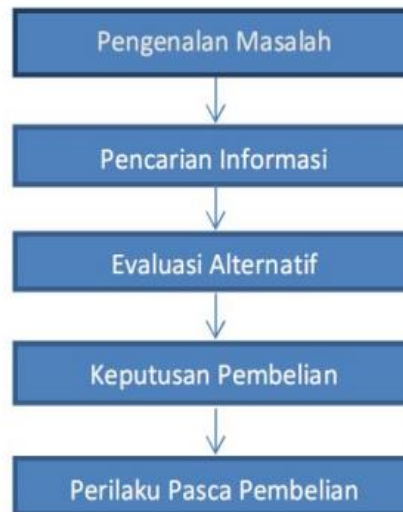 Pengenalan Masalah
Pencarian Informasi
Evaluasi Alternatif
Keputusan Pembelian
Perilaku Pasca Pembelian